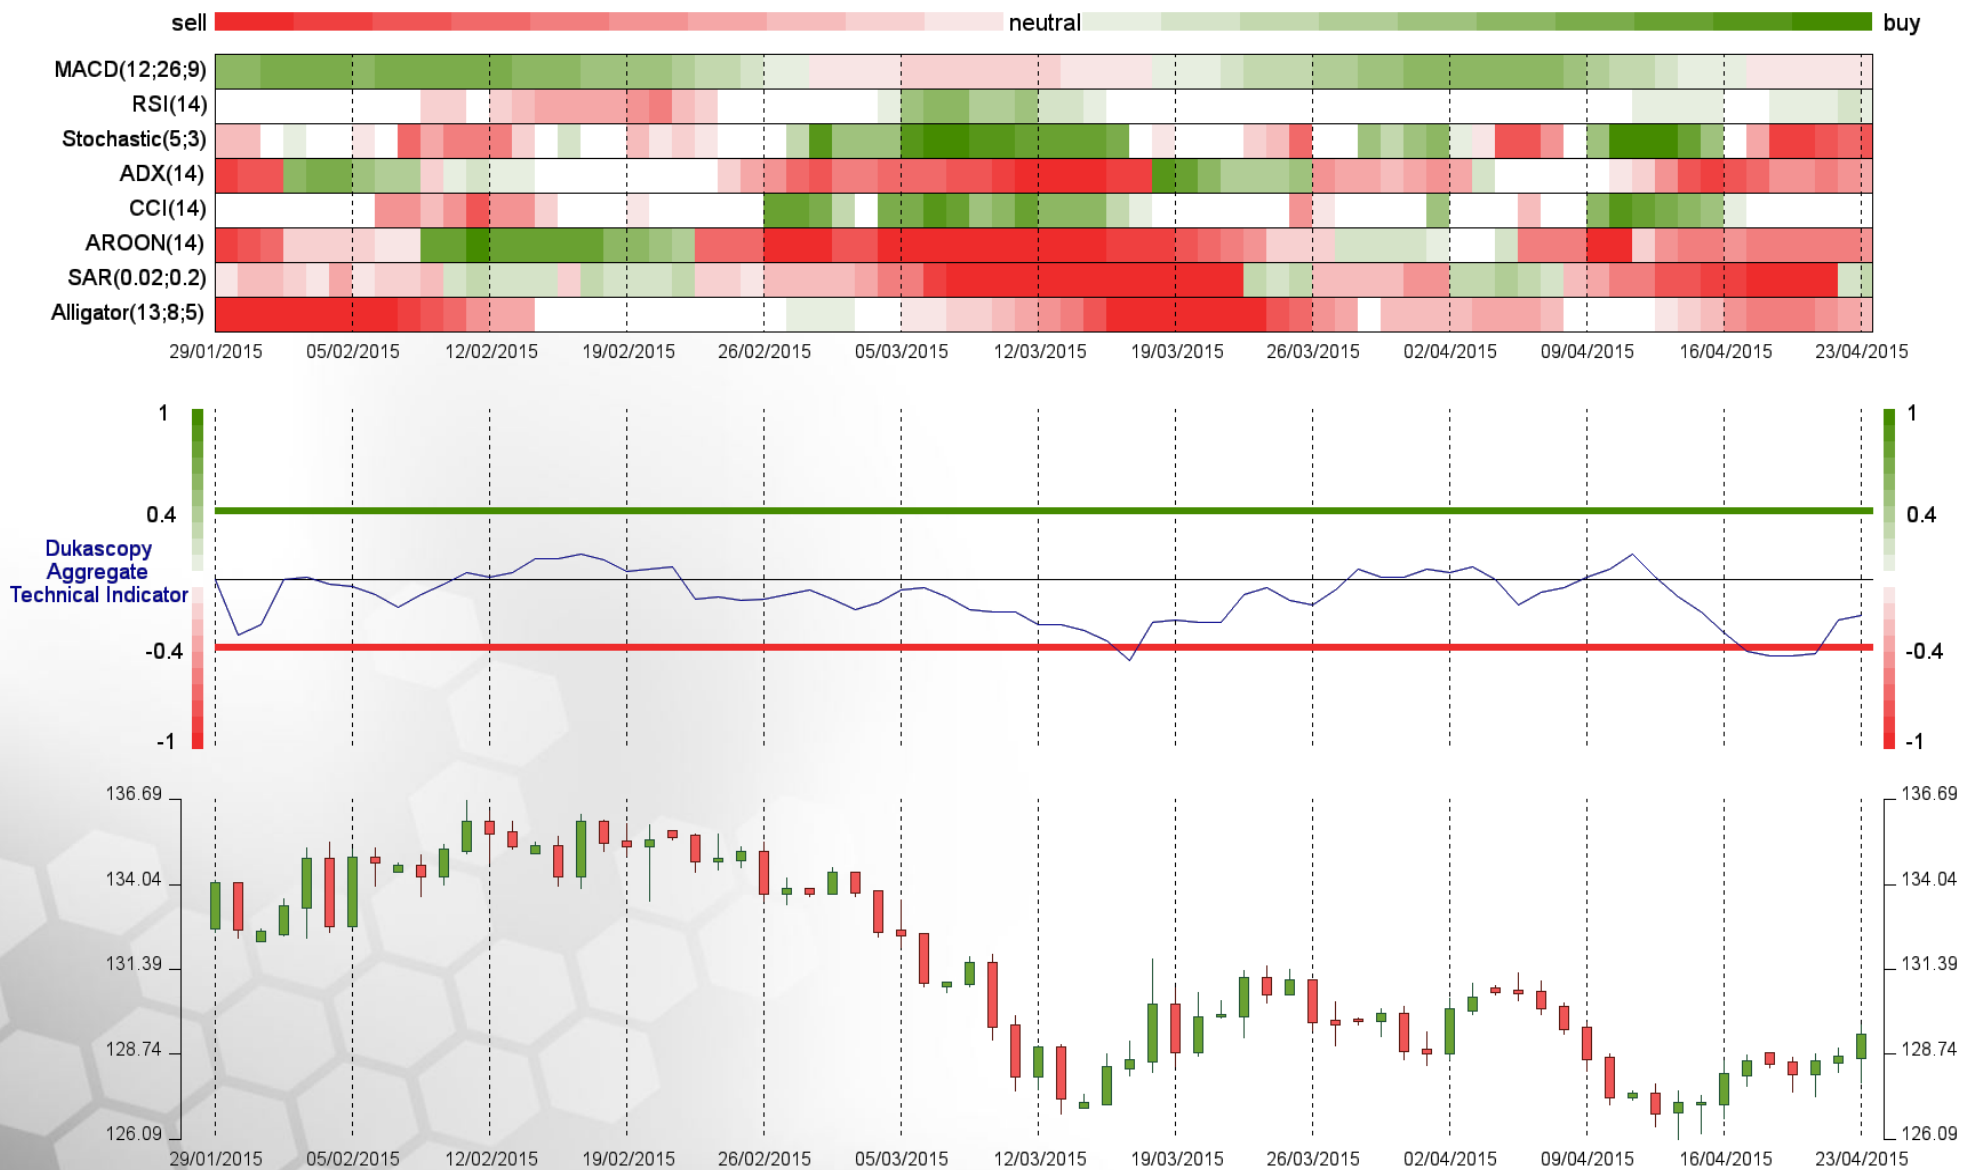 sell neutral buy
MACD(12;26;9)
RSI(14)
Stochastic(5;3)
ADX(14)
CCI(14)
AROON(14)
SAR(0.02;0.2)
Alligator(13;8;5)
29/01/2015 05/02/2015 12/02/2015 19/02/2015 26/02/2015 05/03/2015 12/03/2015 19/03/2015 26/03/2015 02/04/2015 09/04/2015 16/04/2015 23/04/2015
1 1
0.4 0.4
Dukascopy
Aggregate
Technical Indicator
-0.4 -0.4
-1 -1
136.69 136.69
134.04 134.04
131.39 131.39
128.74 128.74
126.09 126.09
29/01/2015 05/02/2015 12/02/2015 19/02/2015 26/02/2015 05/03/2015 12/03/2015 19/03/2015 26/03/2015 02/04/2015 09/04/2015 16/04/2015 23/04/2015